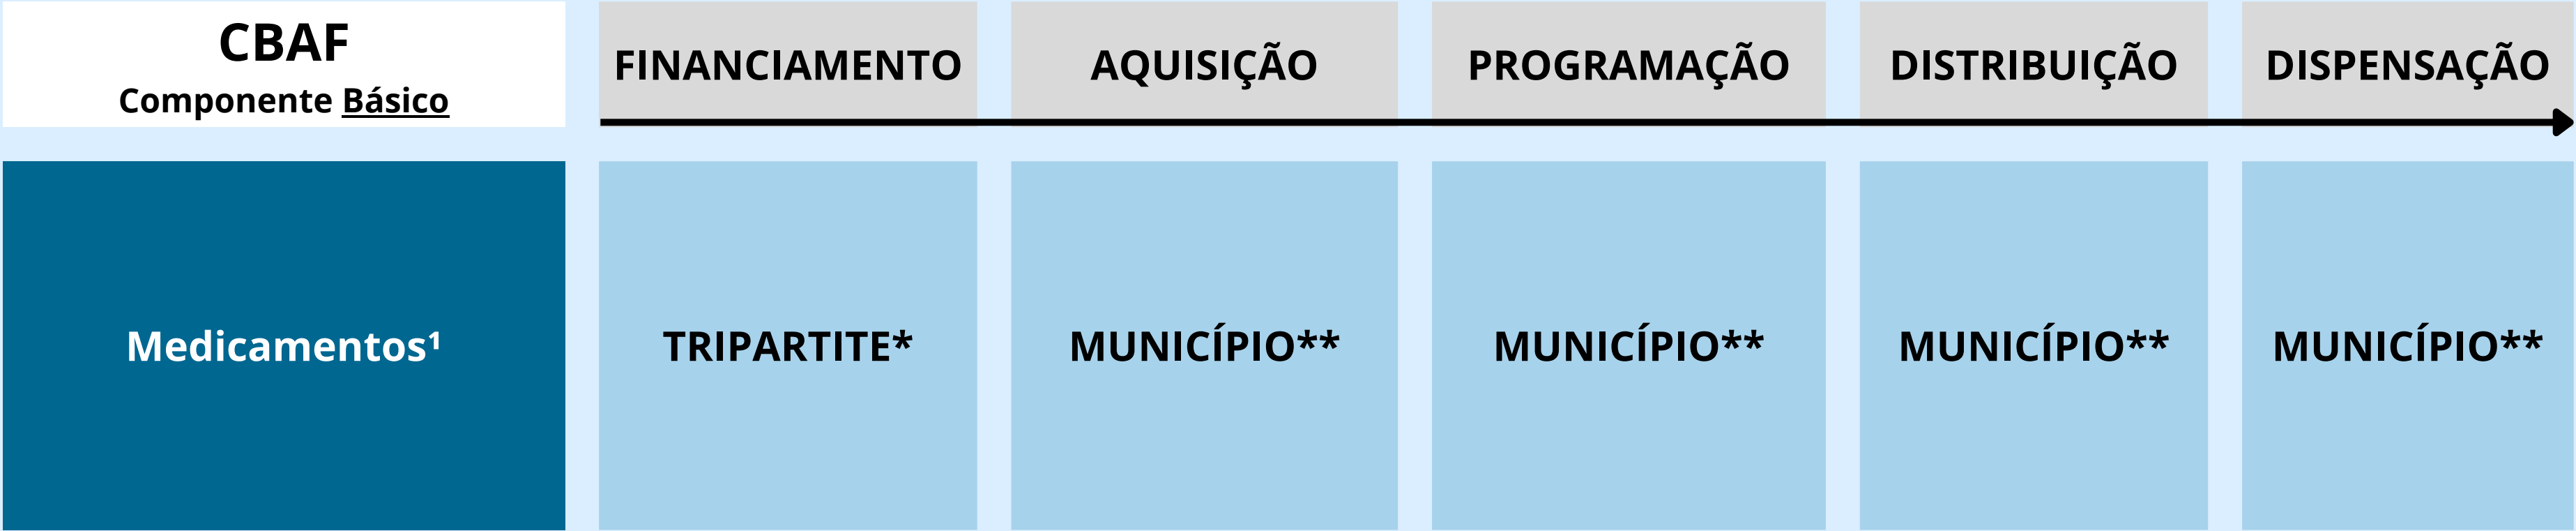 CBAF
Componente Básico
FINANCIAMENTO
AQUISIÇÃO
PROGRAMAÇÃO
DISTRIBUIÇÃO
DISPENSAÇÃO
Medicamentos¹
TRIPARTITE*
MUNICÍPIO**
MUNICÍPIO**
MUNICÍPIO**
MUNICÍPIO**